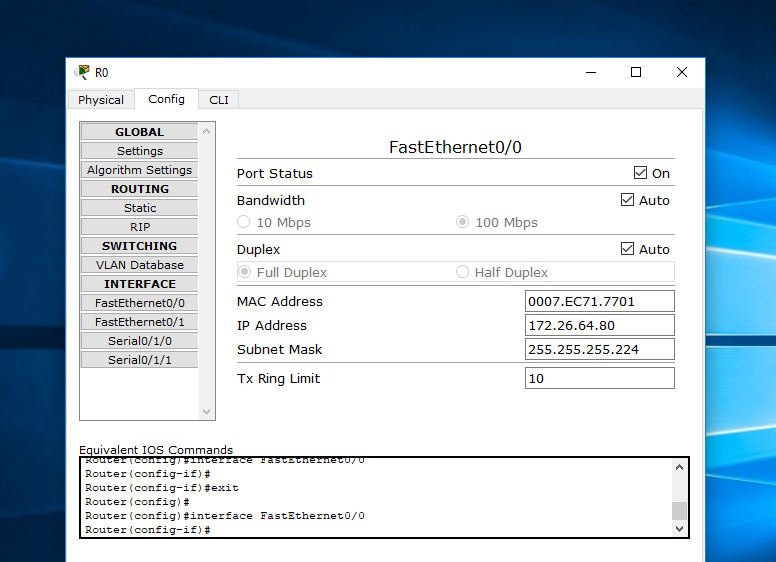 R0
Physical Config CLI
GLOBAL
Settings
Algorithm Settings
ROUTING
Static
RIP
SWITCHING
VLAN Database
INTERFACE
FastEthernet0/0
FastEthernet0/1
Serial0/1/0
Serial0/1/1
FastEthernet0/0
Port Status On
Bandwidth Auto
10 Mbps 100 Mbps
Duplex Auto
Full Duplex Half Duplex
MAC Address 0007.EC71.7701
IP Address 172.26.64.80
Subnet Mask 255.255.255.224
Tx Ring Limit 10
Equivalent IOS Commands
Router(config)#interface FastEthernet0/0
Router(config-if)#
Router(config-if)#exit
Router(config)#
Router(config)#interface FastEthernet0/0
Router(config-if)#